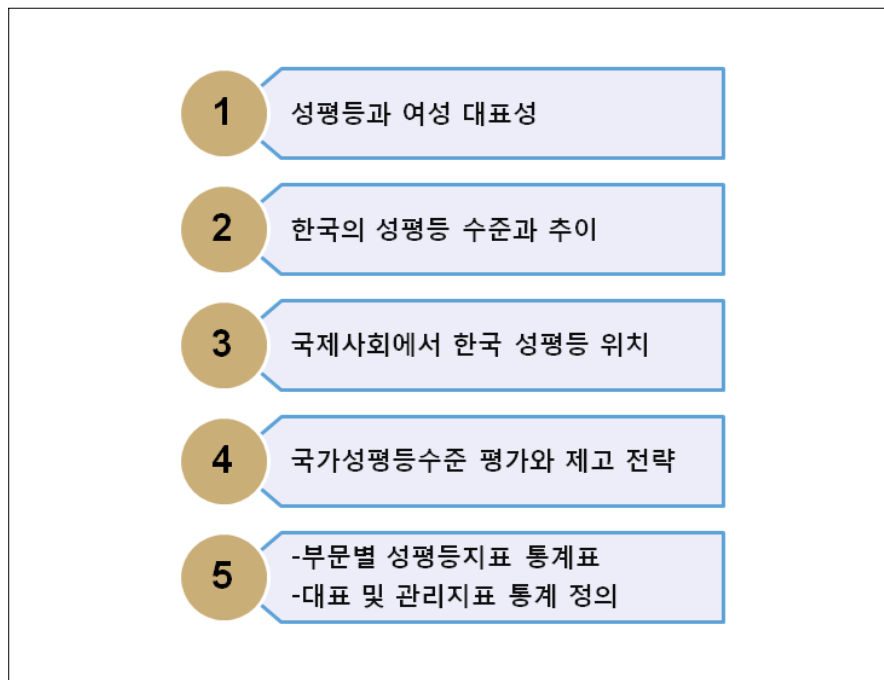 1
성평등과 여성 대표성
2
한국의 성평등 수준과 추이
3
국제사회에서 한국 성평등 위치
4
국가성평등수준 평가와 제고 전략
5
-부문별 성평등지표 통계표
-대표 및 관리지표 통계 정의